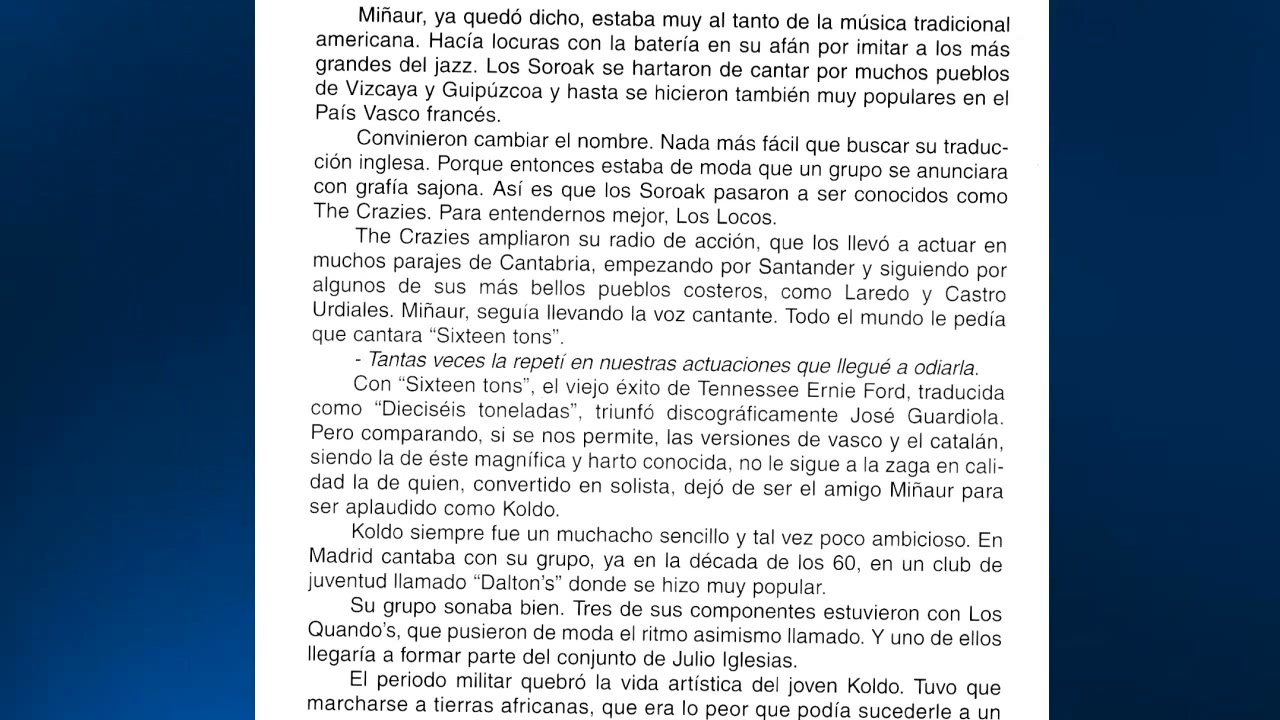 Miñaur, ya quedó dicho, estaba muy al tanto de la música tradicional
americana. Hacía locuras con la batería en su afán por imitar a los más
grandes del jazz. Los Soroak se hartaron de cantar por muchos pueblos
de Vizcaya y Guipúzcoa y hasta se hicieron también muy populares en el
País Vasco francés.
Convinieron cambiar el nombre. Nada más fácil que buscar su traduc-
ción inglesa. Porque entonces estaba de moda que un grupo se anunciara
con grafía sajona. Así es que los Soroak pasaron a ser conocidos como
The Crazies. Para entendernos mejor, Los Locos.
The Crazies ampliaron su radio de acción, que los llevó a actuar en
muchos parajes de Cantabria, empezando por Santander y siguiendo por
algunos de sus más bellos pueblos costeros, como Laredo y Castro
Urdiales. Miñaur, seguía llevando la voz cantante. Todo el mundo le pedía
que cantara “Sixteen tons”.
- Tantas veces la repetí en nuestras actuaciones que llegué a odiarla.
Con “Sixteen tons”, el viejo éxito de Tennessee Ernie Ford, traducida
como “Dieciséis toneladas”, triunfó discográficamente José Guardiola.
Pero comparando, si se nos permite, las versiones de vasco y el catalán,
siendo la de éste magnífica y harto conocida, no le sigue a la zaga en cali-
dad la de quien, convertido en solista, dejó de ser el amigo Miñaur para
ser aplaudido como Koldo.
Koldo siempre fue un muchacho sencillo y tal vez poco ambicioso. En
Madrid cantaba con su grupo, ya en la década de los 60, en un club de
juventud llamado “Dalton’s” donde se hizo muy popular.
Su grupo sonaba bien. Tres de sus componentes estuvieron con Los
Quando’s, que pusieron de moda el ritmo asimismo llamado. Y uno de ellos
llegaría a formar parte del conjunto de Julio Iglesias.
El periodo militar quebró la vida artística del joven Koldo. Tuvo que
marcharse a tierras africanas, que era lo peor que podía sucederle a un